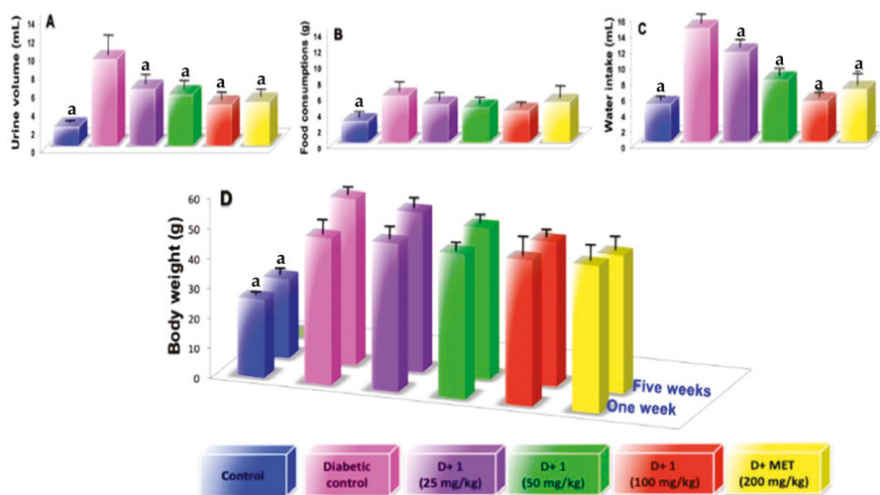 A
Urine volume (mL)
14
12
10
8
6
4
2
0
a
a
a
a
a
B
Food consumptions (g)
14
12
10
8
6
4
2
0
a
C
Water intake (mL)
16
14
12
10
8
6
4
2
0
a
a
a
a
a
D
Body weight (g)
60
50
40
30
20
10
0
a
a
Five weeks
One week
Control
Diabetic
control
D+ 1
(25 mg/kg)
D+ 1
(50 mg/kg)
D+ 1
(100 mg/kg)
D+ MET
(200 mg/kg)